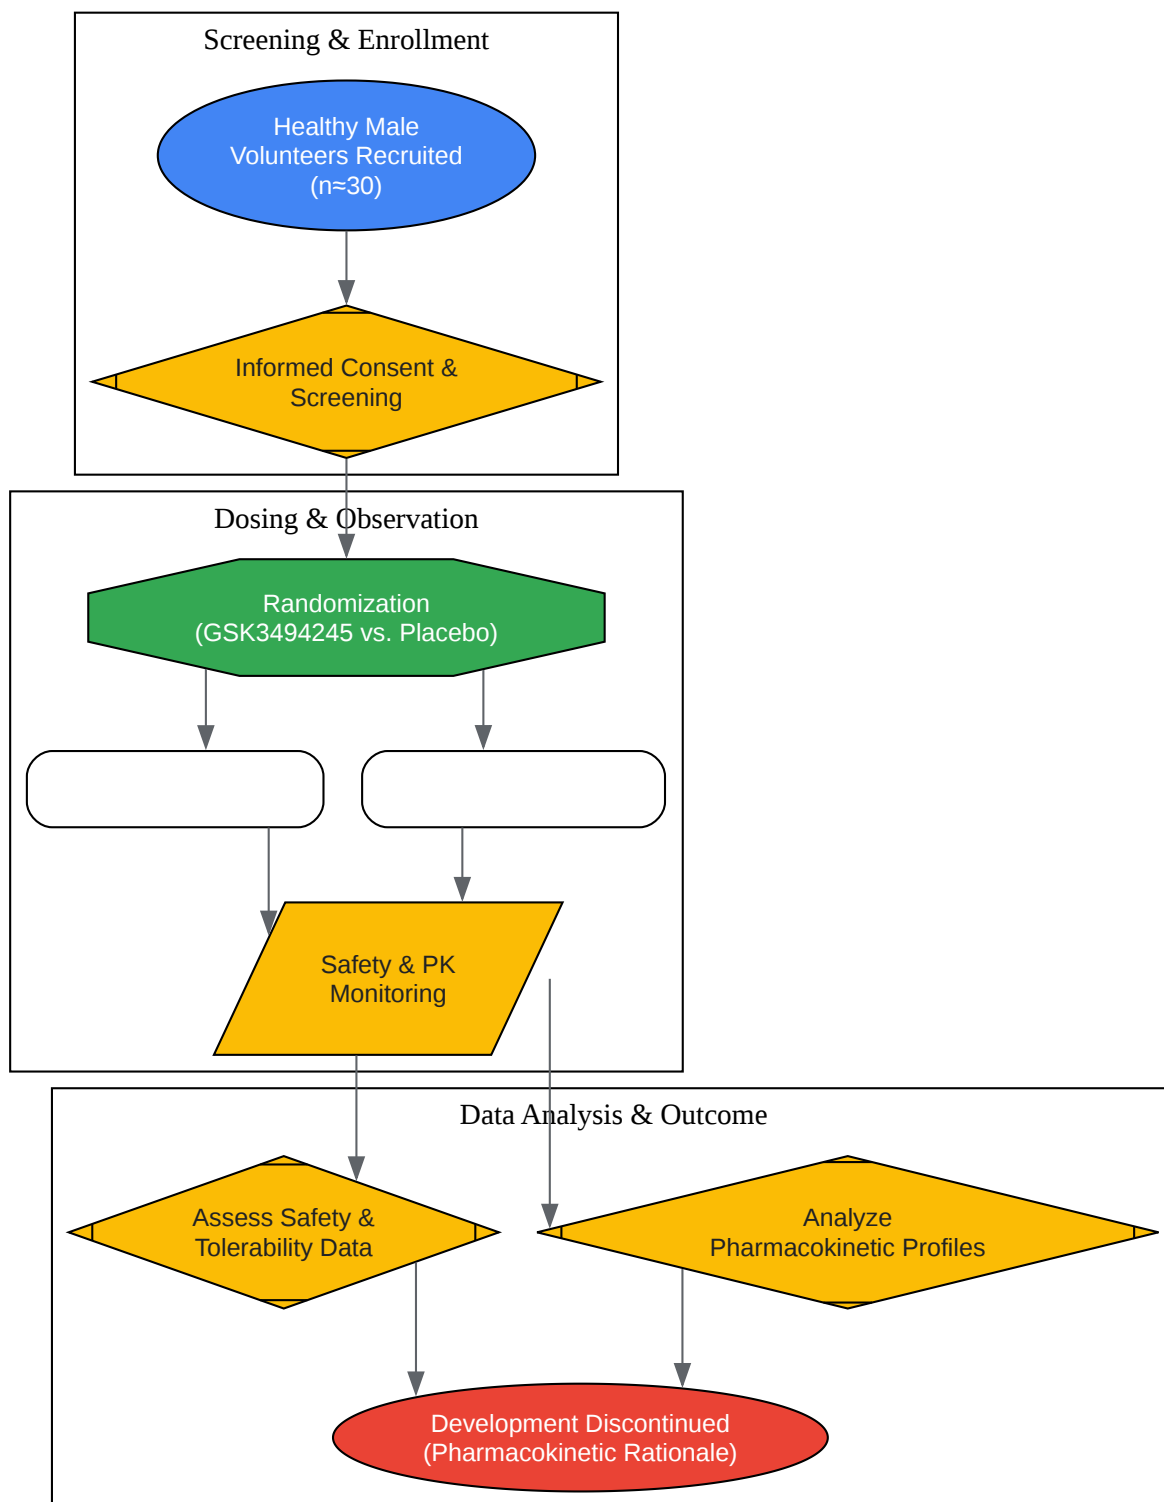 Screening & Enrollment
Healthy Male
Volunteers Recruited
(n≈30)
Informed Consent &
Screening
Dosing & Observation
Randomization
(GSK3494245 vs. Placebo)
Safety & PK
Monitoring
Data Analysis & Outcome
Assess Safety &
Tolerability Data
Analyze
Pharmacokinetic Profiles
Development Discontinued
(Pharmacokinetic Rationale)